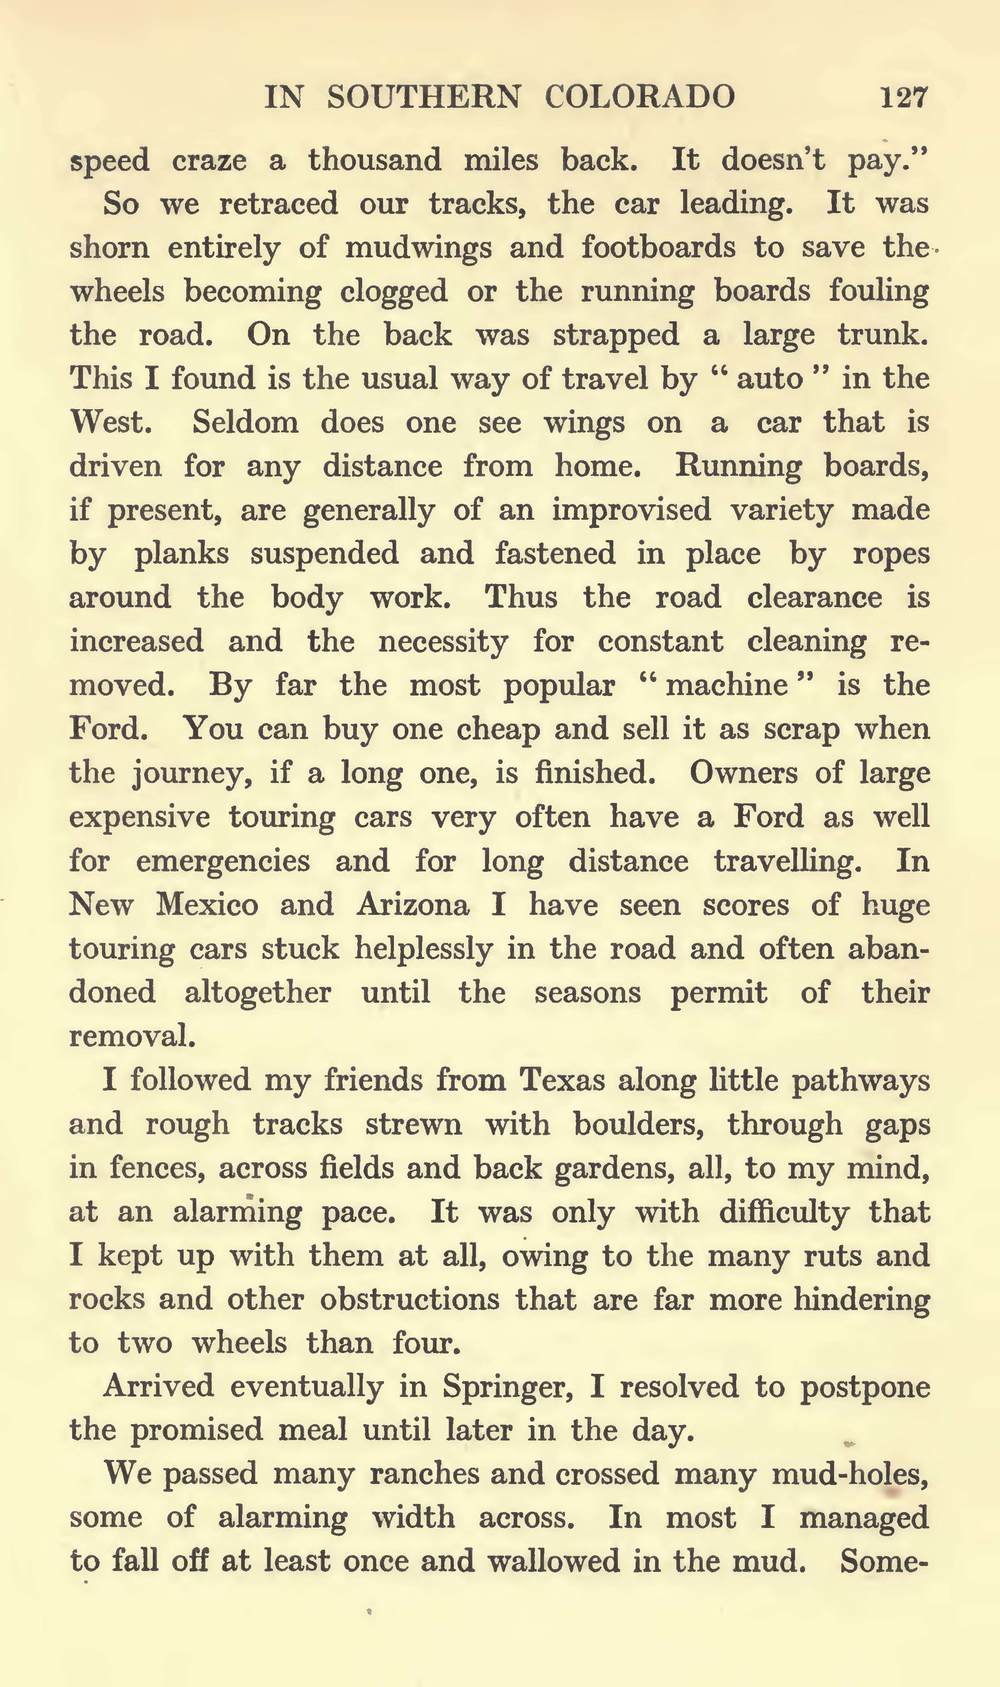 IN SOUTHERN COLORADO 127
speed craze a thousand miles back. It doesn't pay."
So we retraced our tracks, the car leading. It was
shorn entirely of mudwings and footboards to save the
wheels becoming clogged or the running boards fouling
the road. On the back was strapped a large trunk.
This I found is the usual way of travel by " auto " in the
West. Seldom does one see wings on a car that is
driven for any distance from home. Running boards,
if present, are generally of an improvised variety made
by planks suspended and fastened in place by ropes
around the body work. Thus the road clearance is
increased and the necessity for constant cleaning re-
moved. By far the most popular " machine " is the
Ford. You can buy one cheap and sell it as scrap when
the journey, if a long one, is finished. Owners of large
expensive touring cars very often have a Ford as well
for emergencies and for long distance travelling. In
New Mexico and Arizona I have seen scores of huge
touring cars stuck helplessly in the road and often aban-
doned altogether until the seasons permit of their
removal.
I followed my friends from Texas along little pathways
and rough tracks strewn with boulders, through gaps
in fences, across fields and back gardens, all, to my mind,
at an alarming pace. It was only with difficulty that
I kept up with them at all, owing to the many ruts and
rocks and other obstructions that are far more hindering
to two wheels than four.
Arrived eventually in Springer, I resolved to postpone
the promised meal until later in the day.
We passed many ranches and crossed many mud-holes,
some of alarming width across. In most I managed
to fall off at least once and wallowed in the mud. Some-